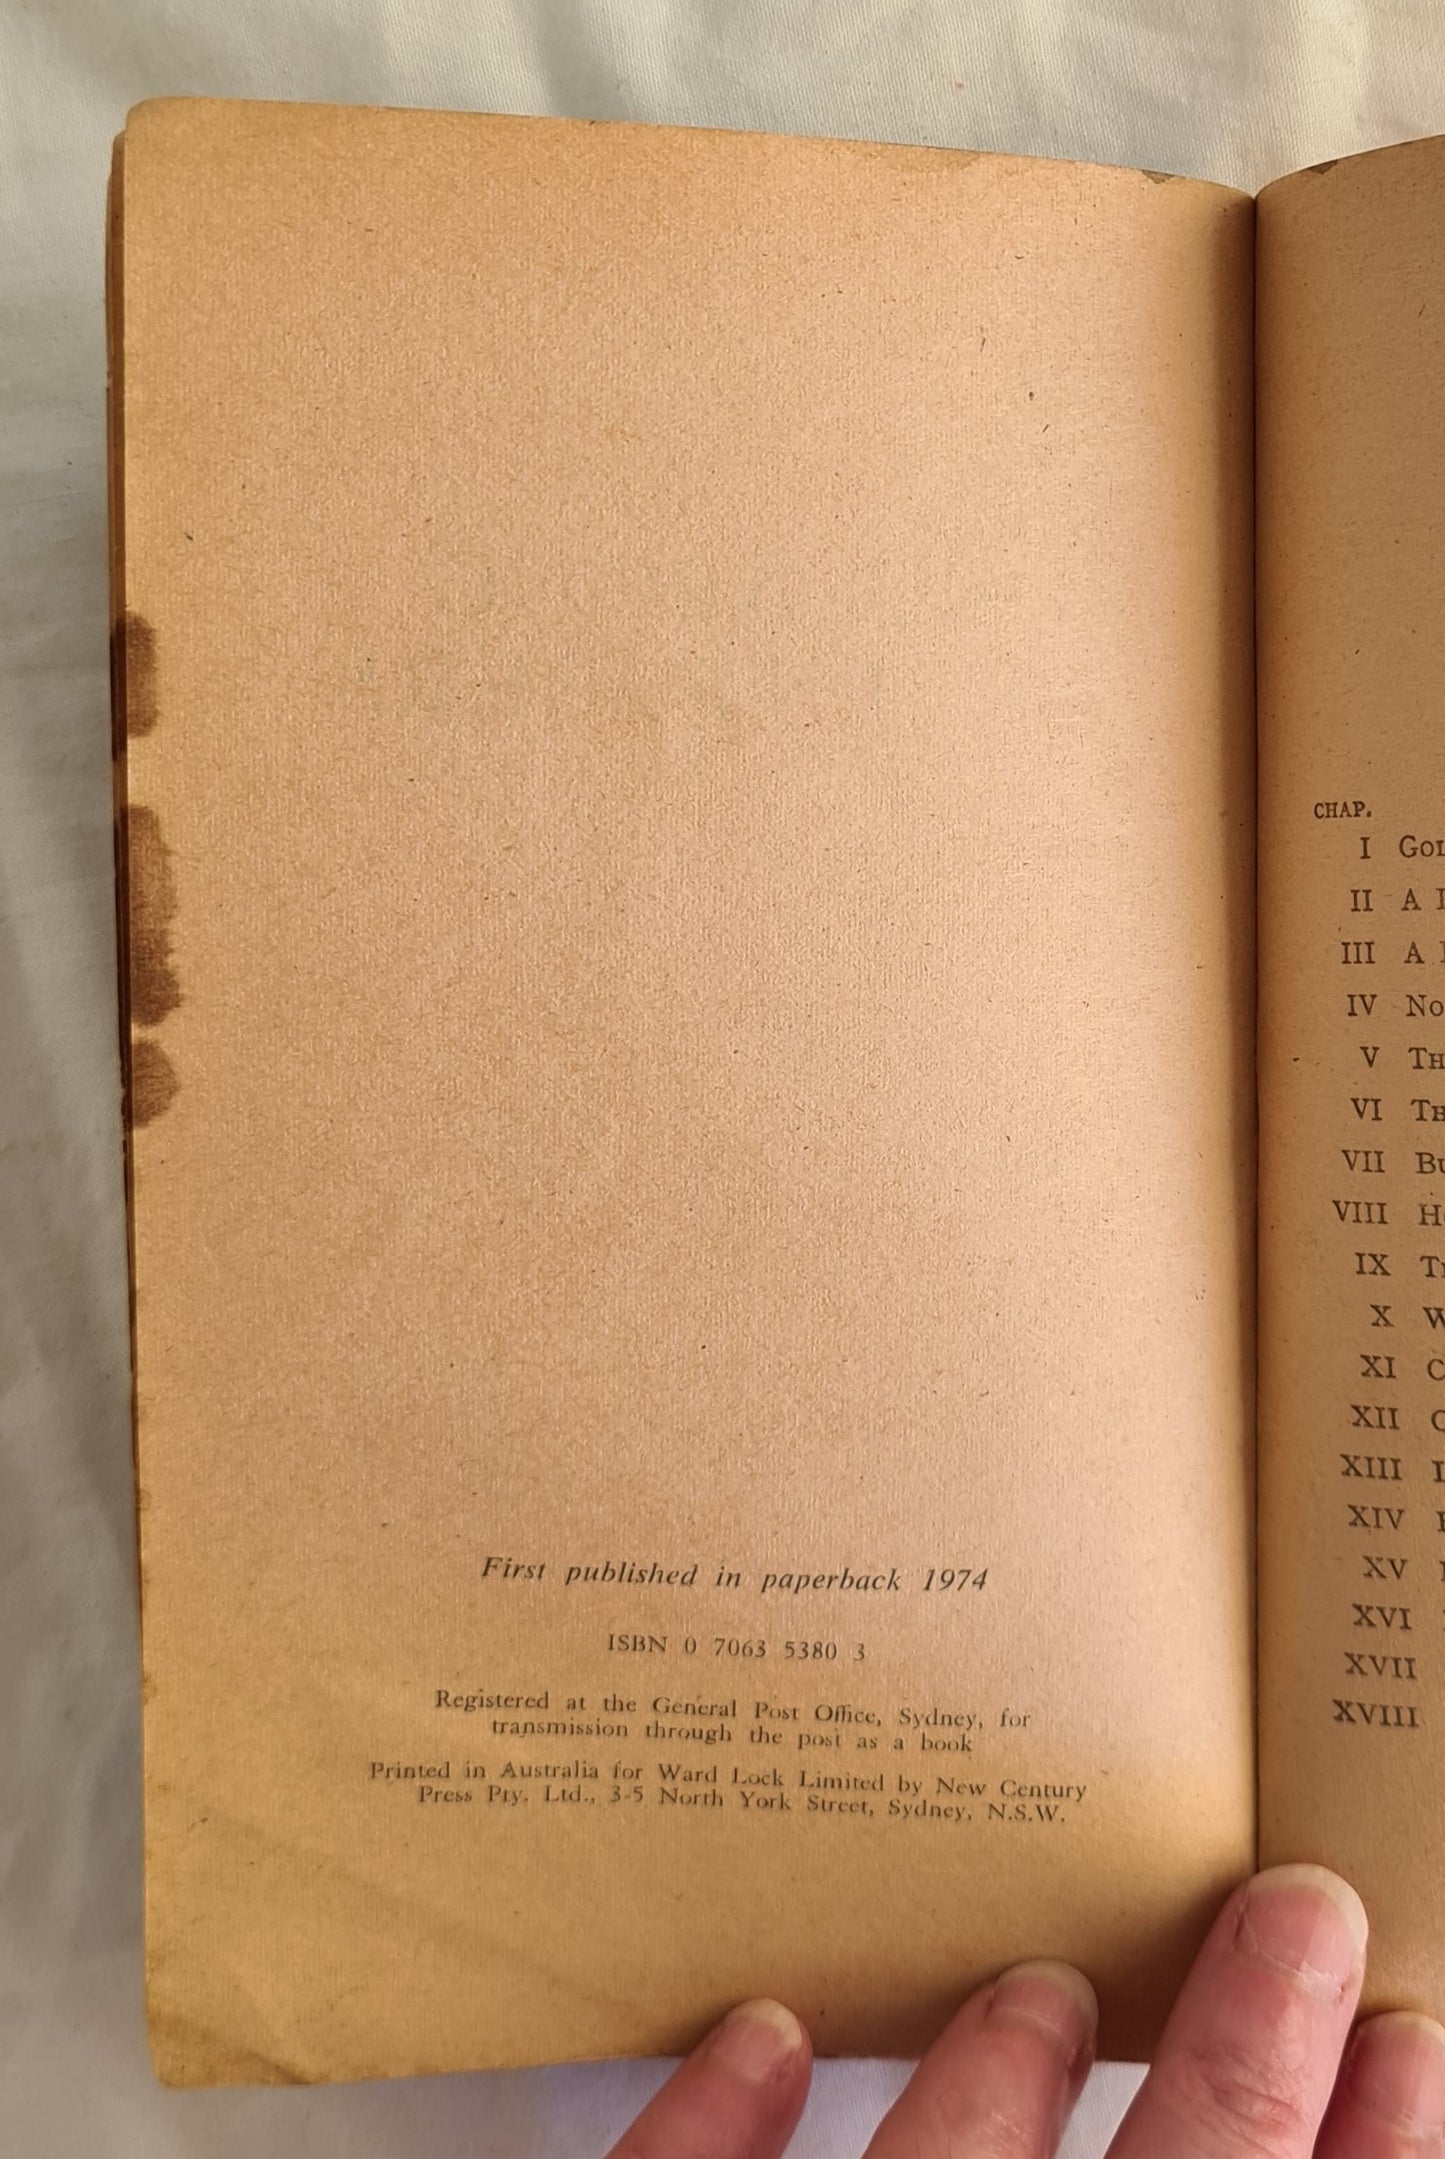 First published in paperback 1974
ISBN 0 7063 5380 3
Registered at the General Post Office, Sydney, for
transmission through the post as a book
Printed in Australia for Ward Lock Limited by New Century
Press Pty. Ltd., 3-5 North York Street, Sydney, N.S.W.
CHAP.
I
II A
III A
IV
V
VI
VII
VIII
IX
X
XI
XII
XIII
XIV
XV
XVI
XVII
XVIII